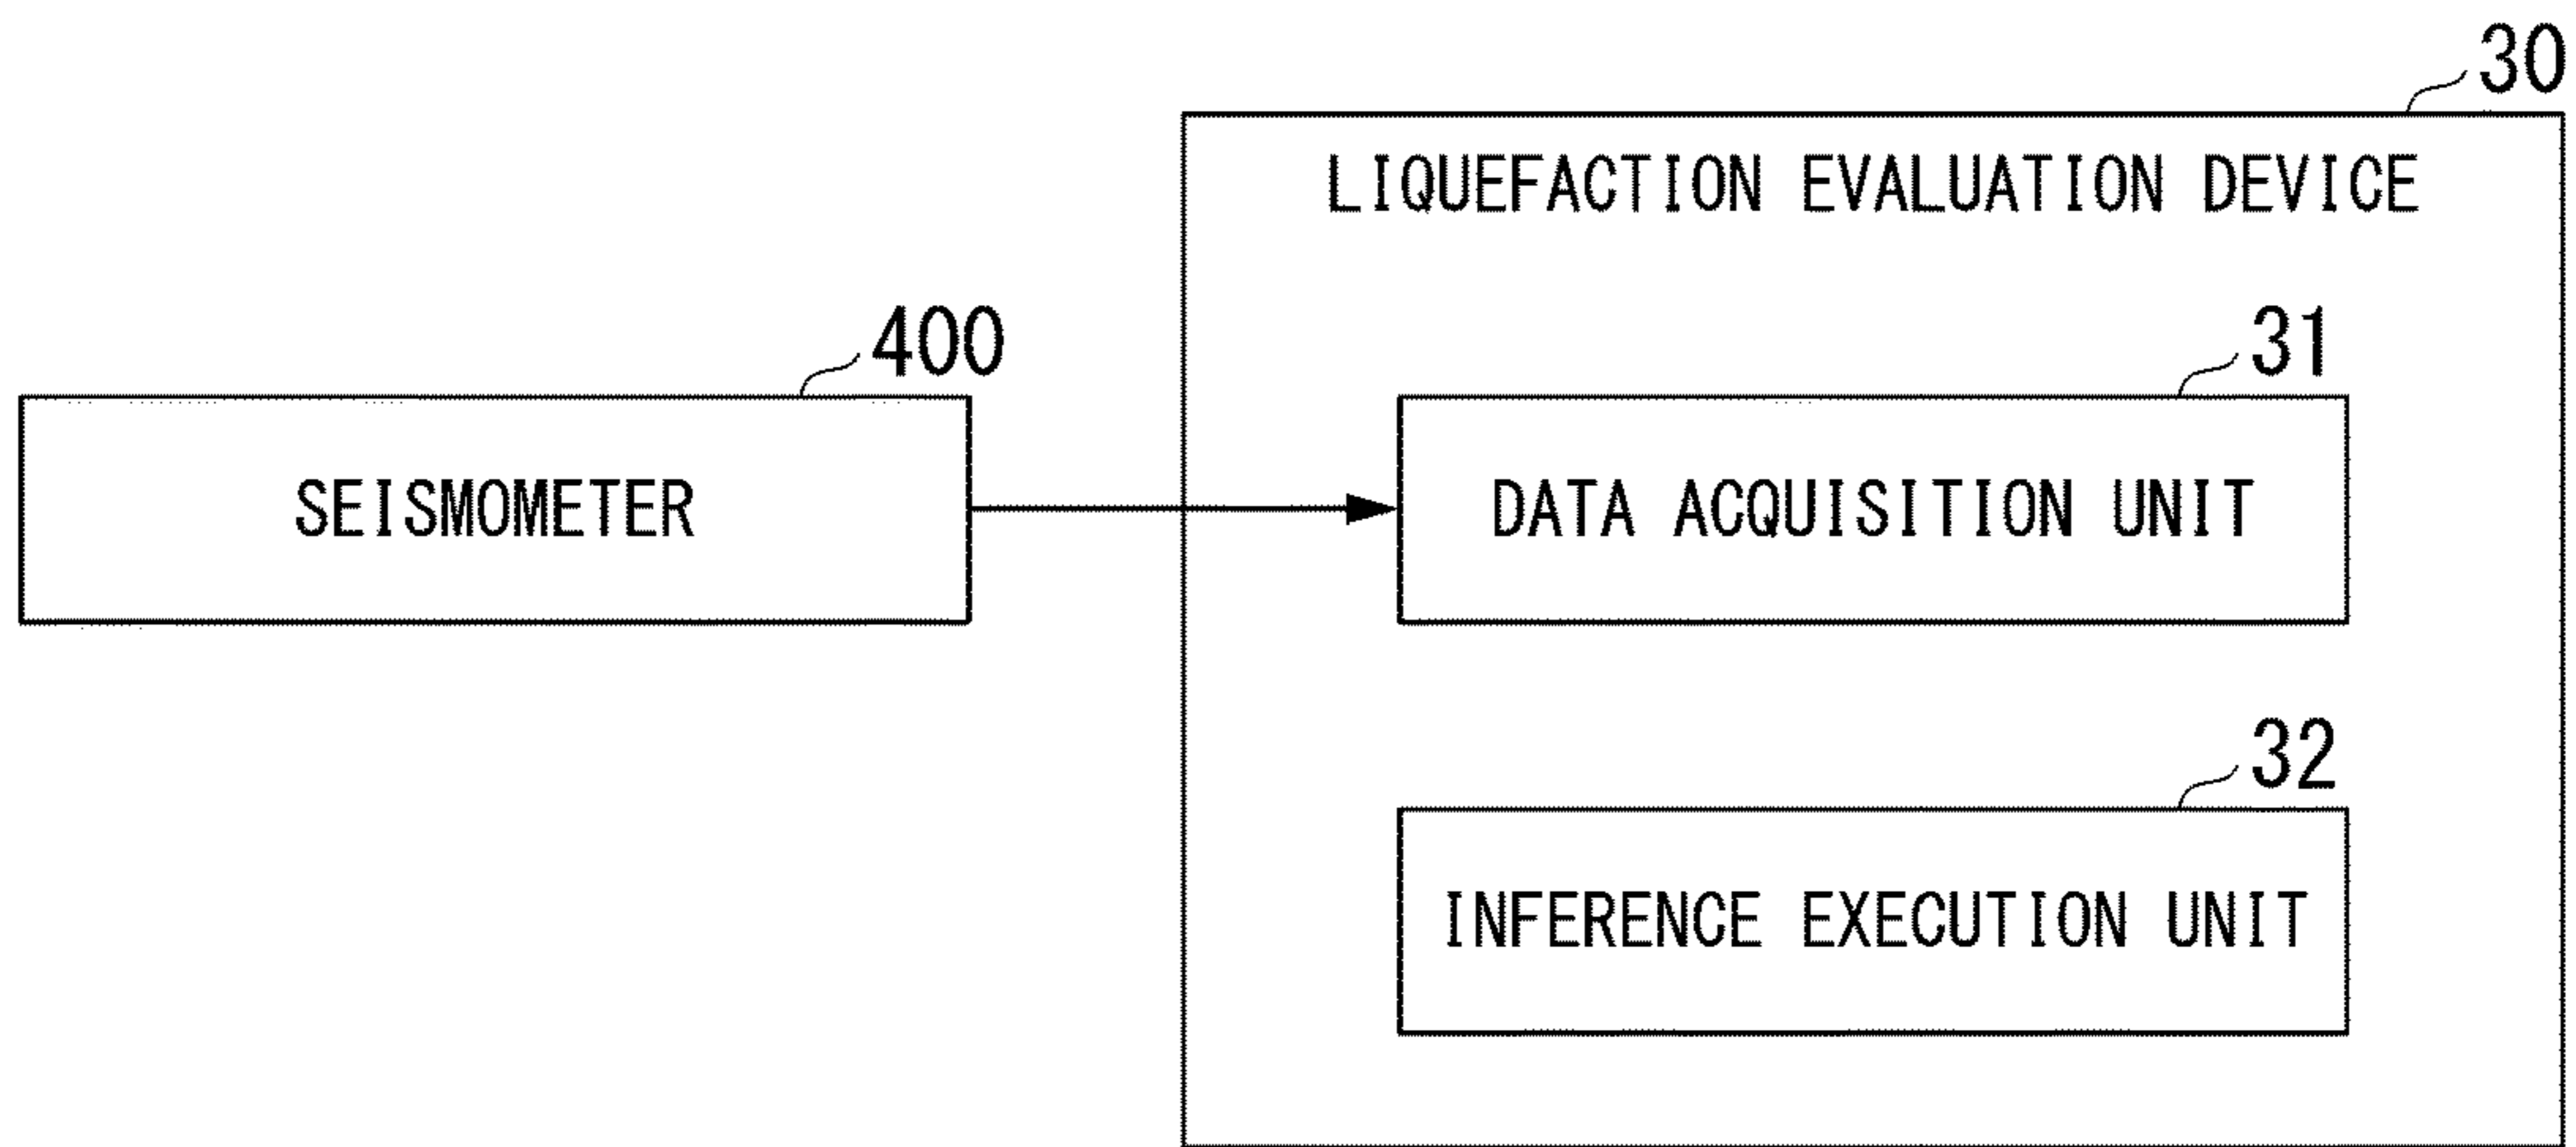 30
LIQUEFACTION EVALUATION DEVICE
400
31
SEISMOMETER
DATA ACQUISITION UNIT
32
INFERENCE EXECUTION UNIT